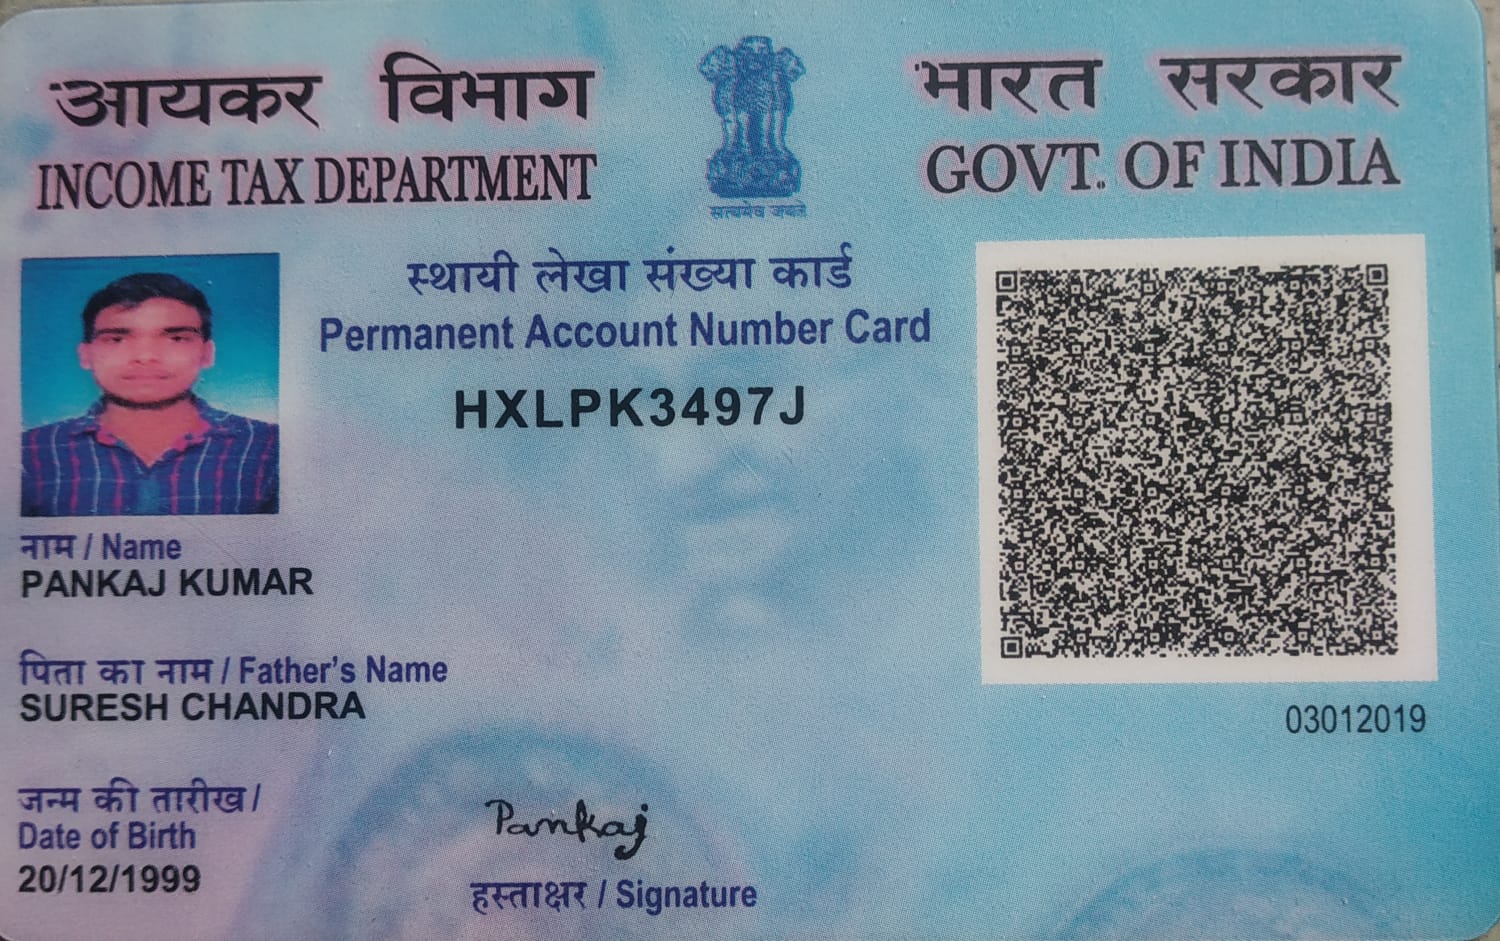 आयकर विभाग
INCOME TAX DEPARTMENT
सत्यमेव जयते
भारत सरकार
GOVT. OF INDIA
स्थायी लेखा संख्या कार्ड
Permanent Account Number Card
HXLPK3497J
नाम / Name
PANKAJ KUMAR
पिता का नाम / Father's Name
SURESH CHANDRA
03012019
जन्म की तारीख /
Date of Birth
20/12/1999
Pankaj
हस्ताक्षर / Signature